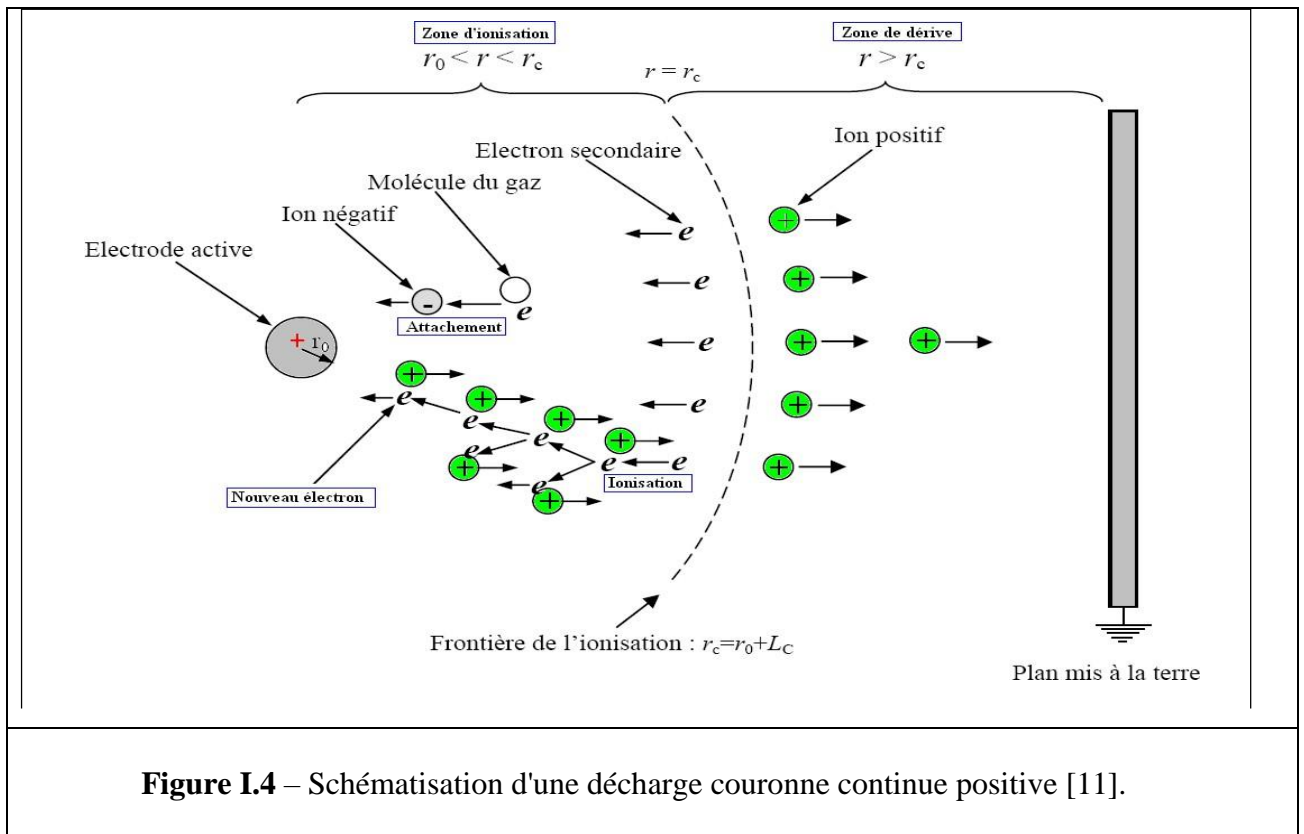 Zone d'ionisation
r₀ < r < r_c
Zone de dérive
r > r_c
r = r_c
Electron secondaire
Ion positif
Molécule du gaz
Ion négatif
Electrode active
+
+ r₀
-
e
Attachement
e
e
e
e
+
+
+
+
+
+
+
+
+
+
+
+
e
e
e
e
e
e
e
Ionisation
Nouveau électron
Frontière de l'ionisation : r_c=r₀+L_C
Plan mis à la terre
Figure I.4 – Schématisation d'une décharge couronne continue positive [11].